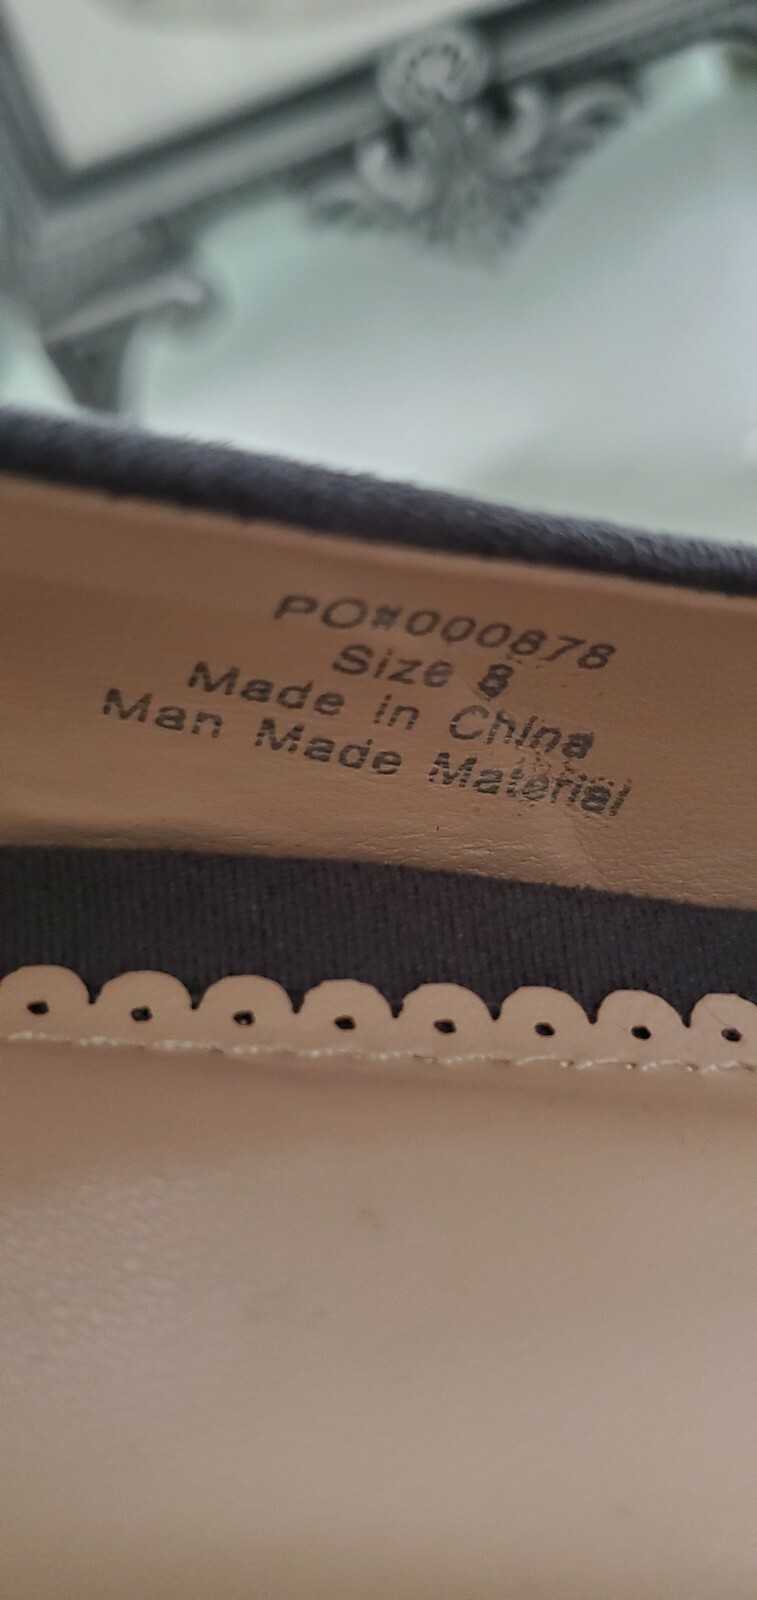 PO#000878
Size 8
Made in China
Man Made Material